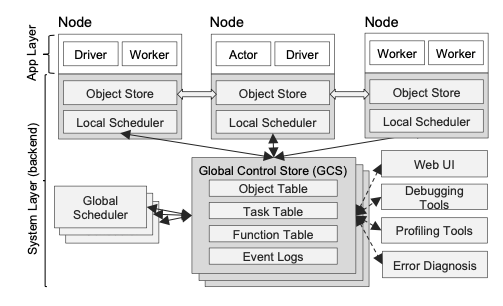 Node
Node
Node
App Layer
Driver
Worker
Actor
Driver
Worker
Worker
Object Store
Object Store
Object Store
Local Scheduler
Local Scheduler
Local Scheduler
System Layer (backend)
Global Control Store (GCS)
Object Table
Task Table
Function Table
Event Logs
Global
Scheduler
Web UI
Debugging
Tools
Profiling Tools
Error Diagnosis